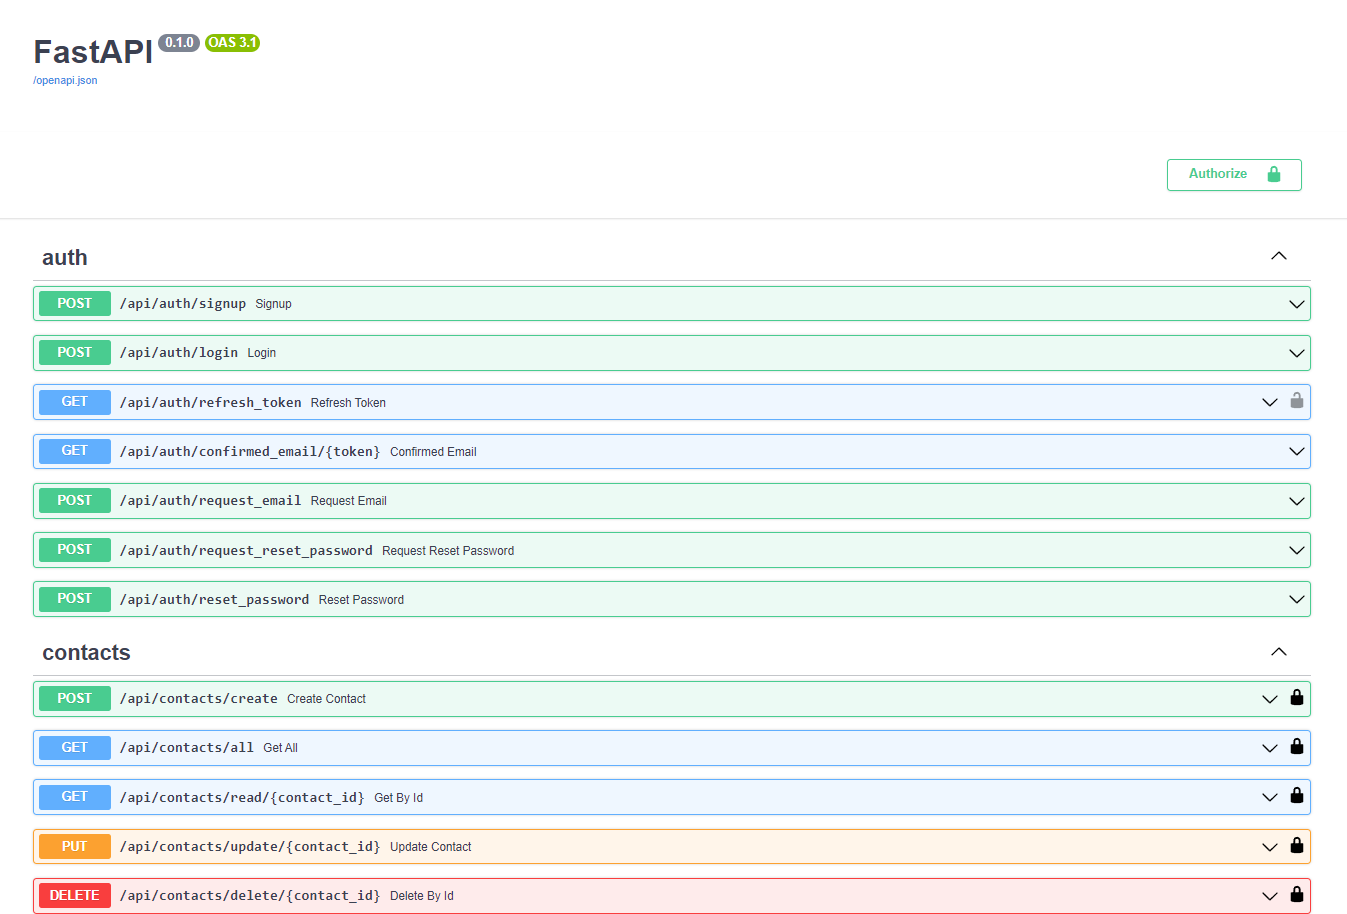 FastAPI 0.1.0 OAS 3.1
/openapi.json
Authorize
auth
POST /api/auth/signup Signup
POST /api/auth/login Login
GET /api/auth/refresh_token Refresh Token
GET /api/auth/confirmed_email/{token} Confirmed Email
POST /api/auth/request_email Request Email
POST /api/auth/request_reset_password Request Reset Password
POST /api/auth/reset_password Reset Password
contacts
POST /api/contacts/create Create Contact
GET /api/contacts/all Get All
GET /api/contacts/read/{contact_id} Get By Id
PUT /api/contacts/update/{contact_id} Update Contact
DELETE /api/contacts/delete/{contact_id} Delete By Id